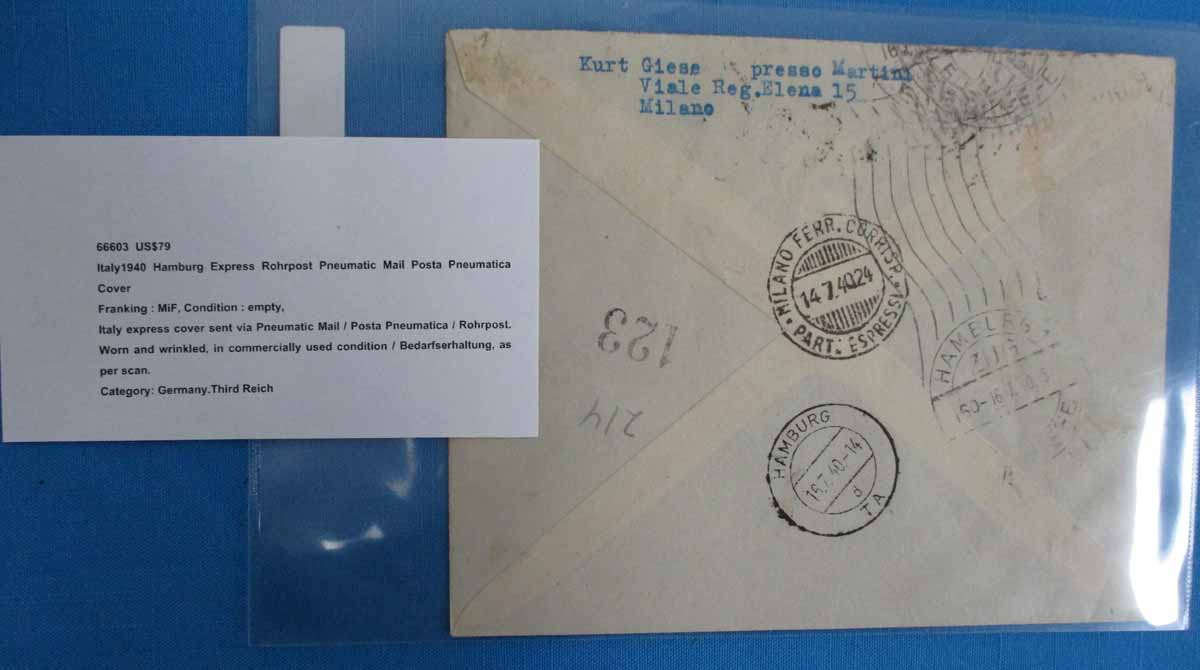 66603 US$79
Italy1940 Hamburg Express Rohrpost Pneumatic Mail Posta Pneumatica
Cover
Franking : MiF, Condition : empty,
Italy express cover sent via Pneumatic Mail / Posta Pneumatica / Rohrpost.
Worn and wrinkled, in commercially used condition / Bedarfserhaltung, as
per scan.
Category: Germany.Third Reich
Kurt Giese presso Martini
Viale Reg.Elena 15
Milano
MILANO FERR. CORRISP.
14 7.40.24
PART. ESPRESSI
123
214
HAMBURG
16.7.40-14
d
TA